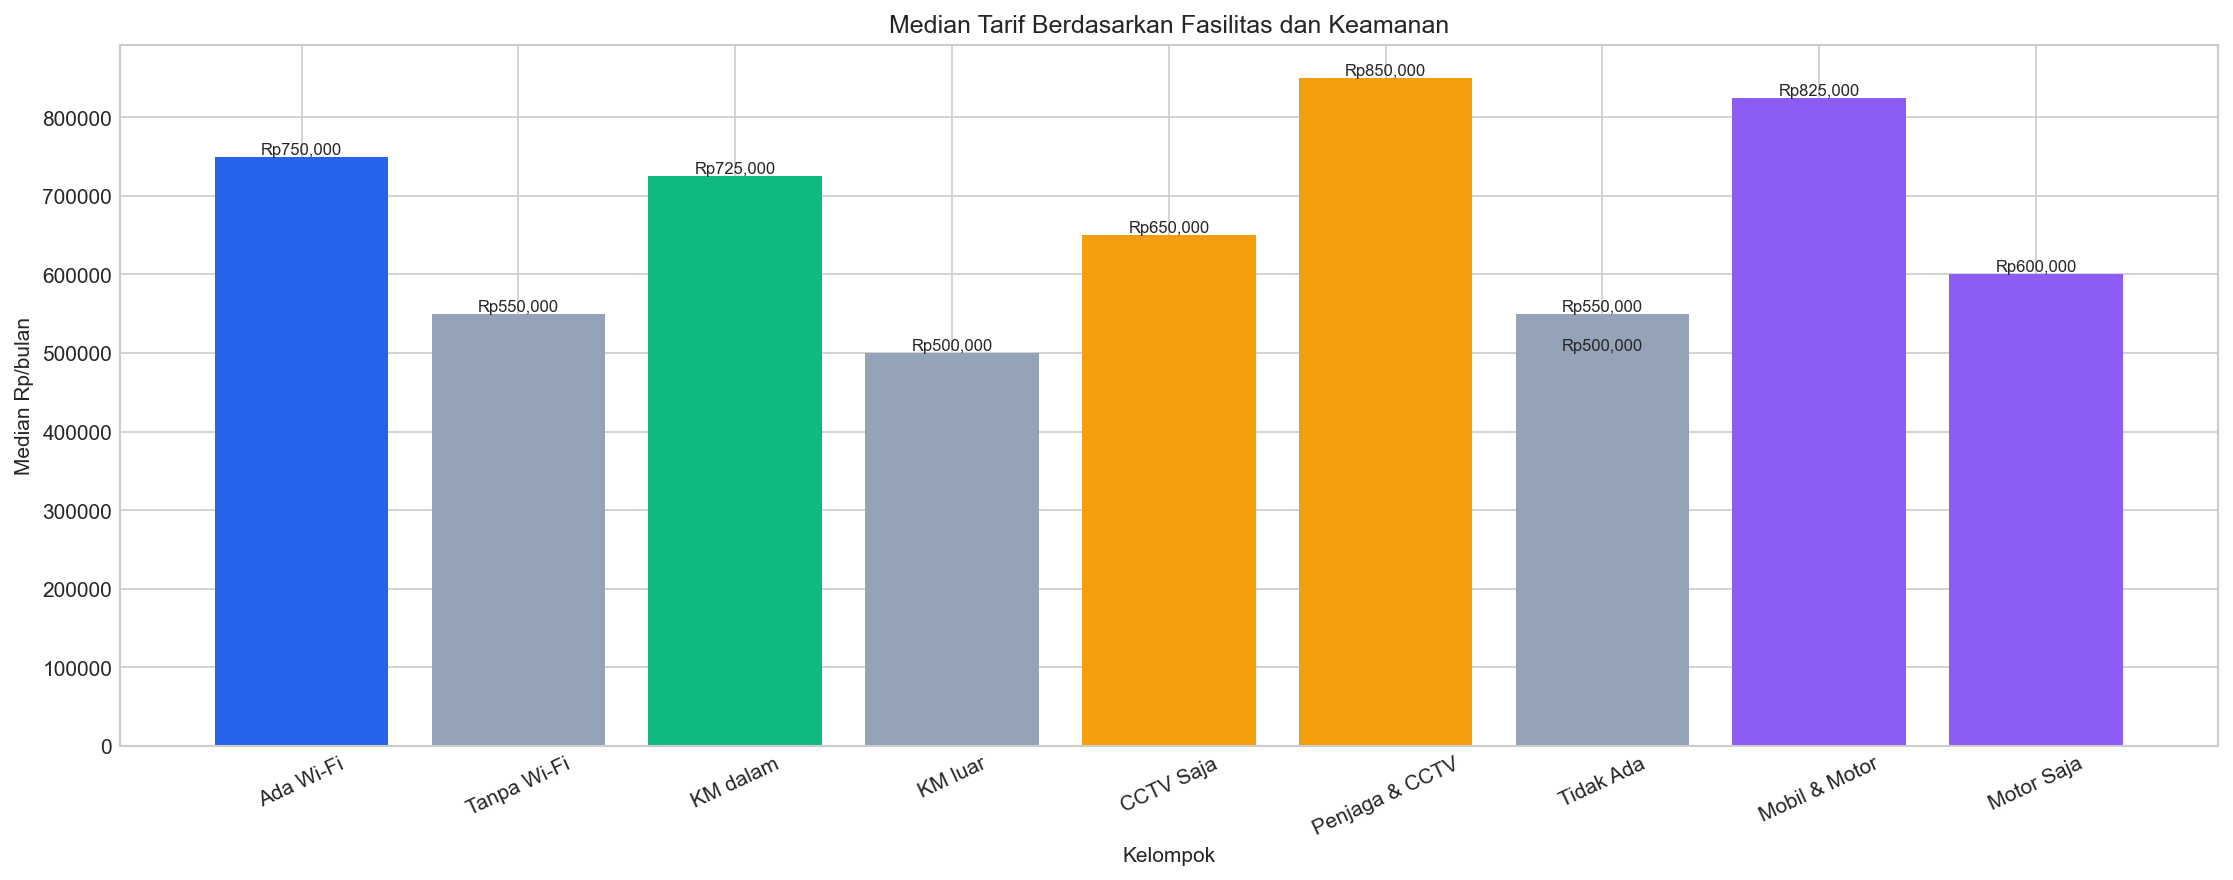 Median Tarif Berdasarkan Fasilitas dan Keamanan
Median Rp/bulan
800000
700000
600000
500000
400000
300000
200000
100000
0
Rp750,000
Rp550,000
Rp725,000
Rp500,000
Rp650,000
Rp850,000
Rp550,000
Rp500,000
Rp825,000
Rp600,000
Ada Wi-Fi
Tanpa Wi-Fi
KM dalam
KM luar
CCTV Saja
Penjaga & CCTV
Tidak Ada
Mobil & Motor
Motor Saja
Kelompok